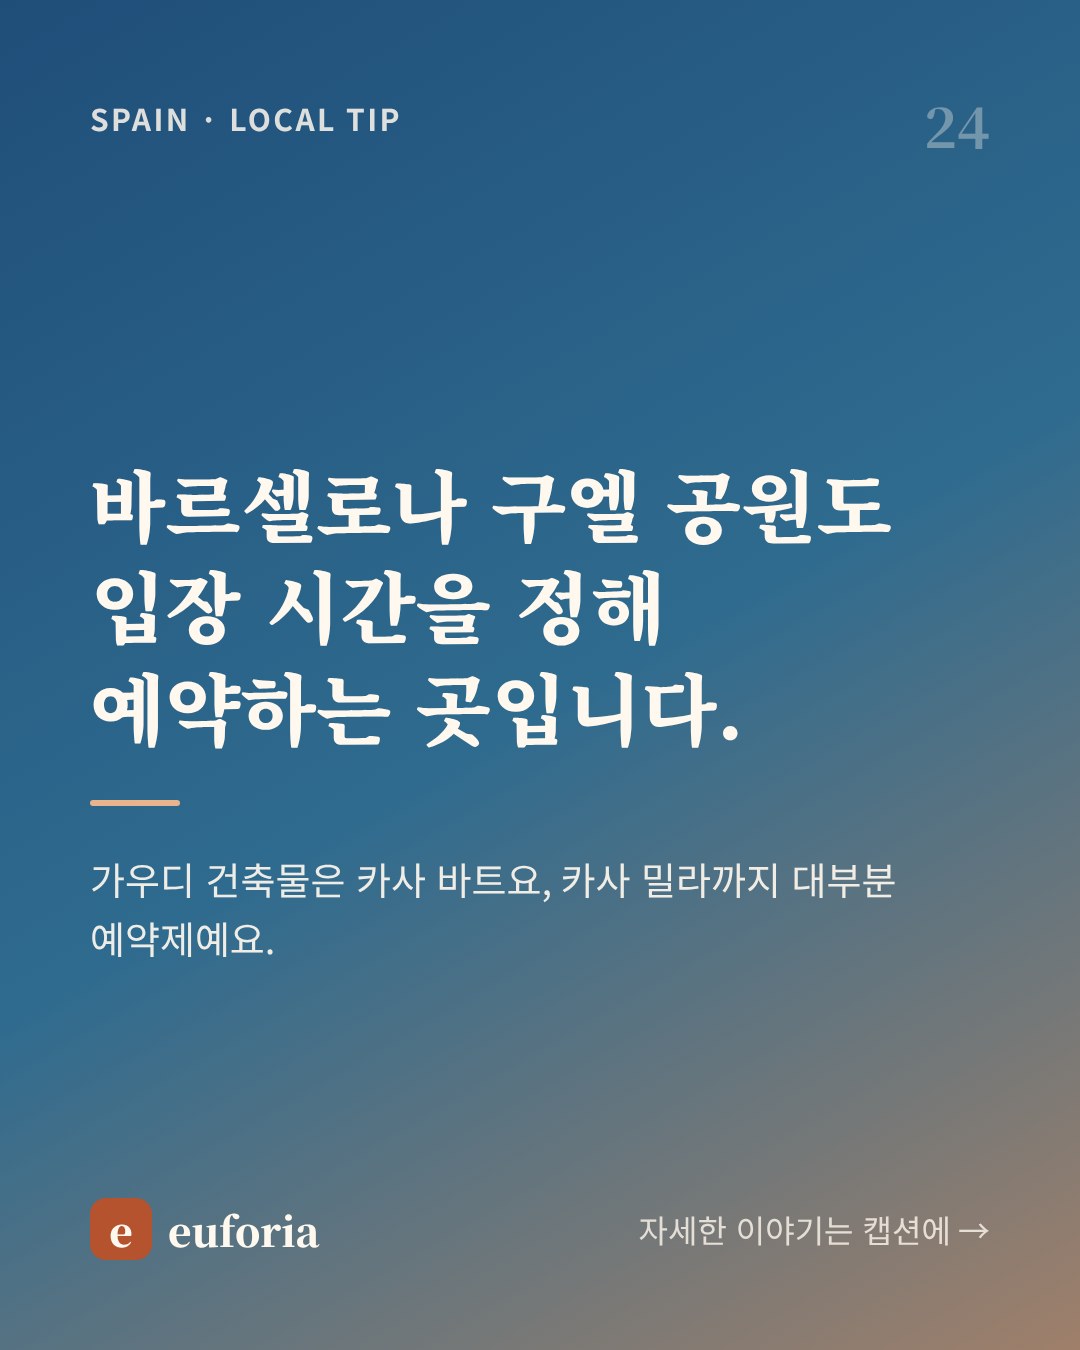 SPAIN · LOCAL TIP
24
바르셀로나 구엘 공원도
입장 시간을 정해
예약하는 곳입니다.
가우디 건축물은 카사 바트요, 카사 밀라까지 대부분
예약제예요.
e euforia
자세한 이야기는 캡션에 →